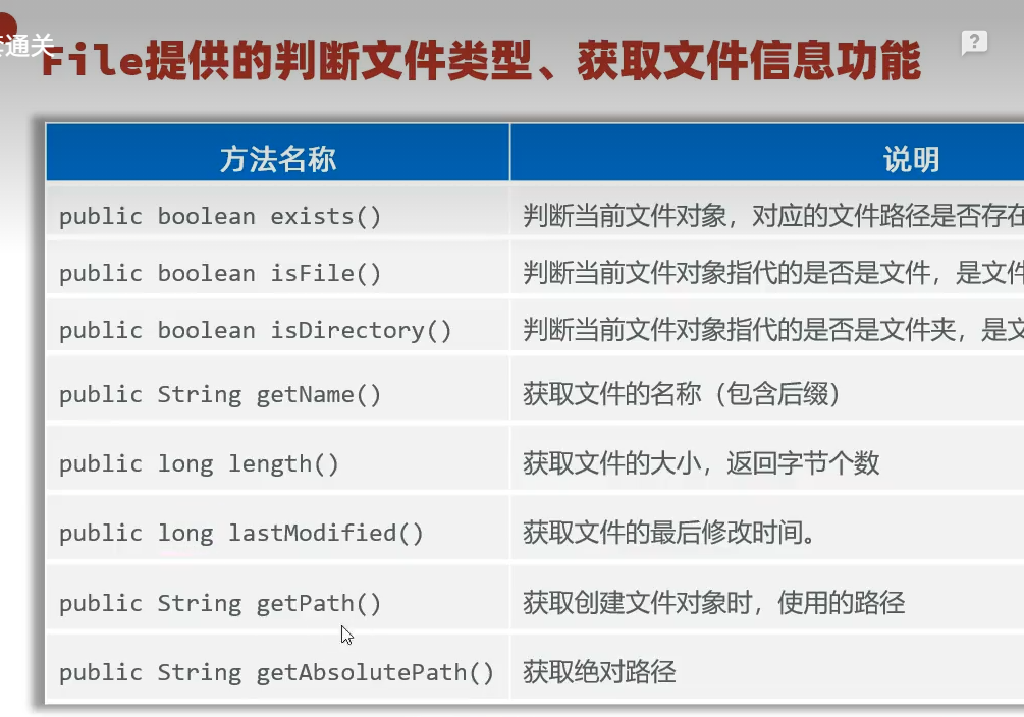 套通关
File提供的判断文件类型、获取文件信息功能
?
方法名称 说明
public boolean exists() 判断当前文件对象，对应的文件路径是否存在
public boolean isFile() 判断当前文件对象指代的是否是文件，是文件
public boolean isDirectory() 判断当前文件对象指代的是否是文件夹，是文
public String getName() 获取文件的名称（包含后缀）
public long length() 获取文件的大小，返回字节个数
public long lastModified() 获取文件的最后修改时间。
public String getPath() 获取创建文件对象时，使用的路径
public String getAbsolutePath() 获取绝对路径